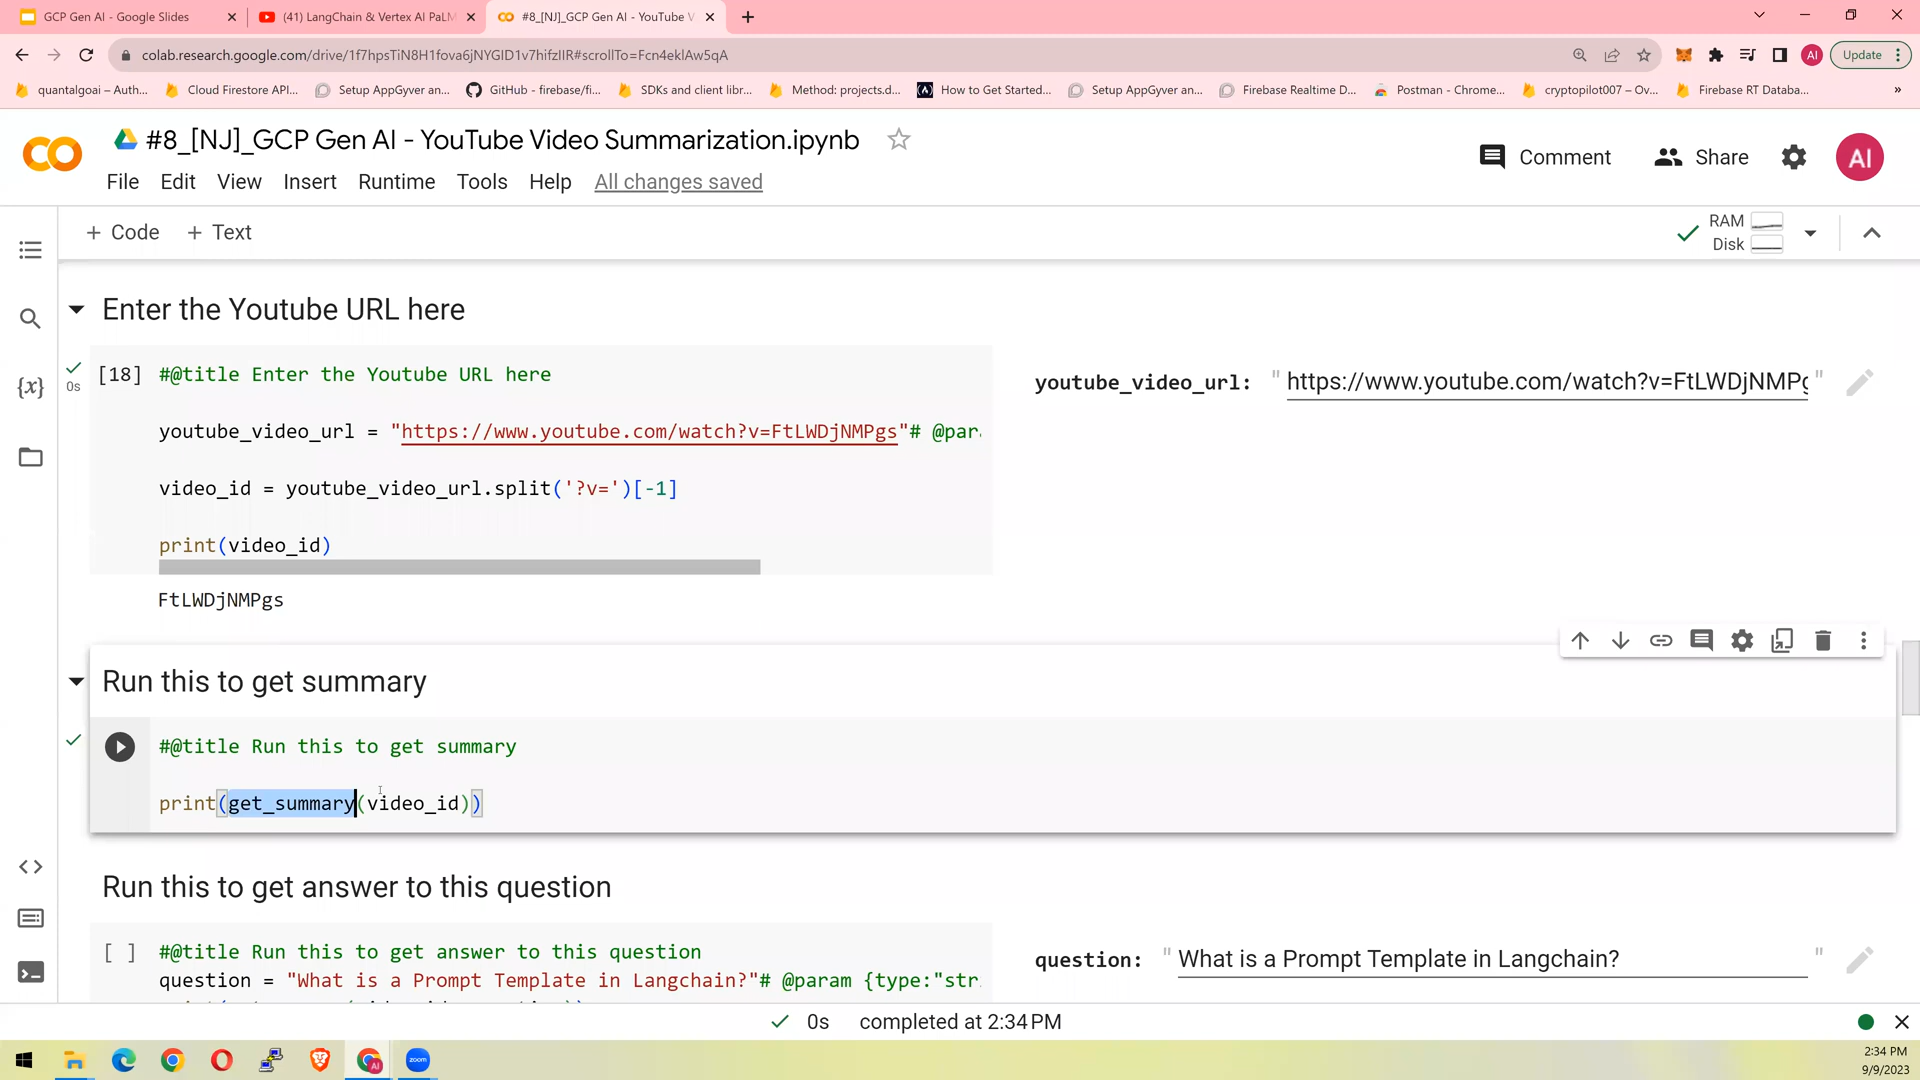 GCP Gen AI - Google Slides
(41) LangChain & Vertex AI PaLM
#8_[NJ]_GCP Gen AI - YouTube V
colab.research.google.com/drive/1f7hpsTiN8H1fova6jNYGID1v7hifzIIR#scrollTo=Fcn4eklAw5qA
AI
Update
quantalgoai – Auth...
Cloud Firestore API...
Setup AppGyver an...
GitHub - firebase/fi...
SDKs and client libr...
Method: projects.d...
How to Get Started...
Setup AppGyver an...
Firebase Realtime D...
Postman - Chrome...
cryptopilot007 – Ov...
Firebase RT Databa...
»
CO
#8_[NJ]_GCP Gen AI - YouTube Video Summarization.ipynb
Comment
Share
AI
File Edit View Insert Runtime Tools Help All changes saved
+ Code + Text
RAM
Disk
Enter the Youtube URL here
0s
[18] #@title Enter the Youtube URL here
youtube_video_url = "https://www.youtube.com/watch?v=FtLWDjNMPgs"# @par
video_id = youtube_video_url.split('?v=')[-1]
print(video_id)
youtube_video_url: "https://www.youtube.com/watch?v=FtLWDjNMPg"
FtLWDjNMPgs
Run this to get summary
#@title Run this to get summary
print(get_summary(video_id))
Run this to get answer to this question
[ ] #@title Run this to get answer to this question
question = "What is a Prompt Template in Langchain?"# @param {type:"str
question: "What is a Prompt Template in Langchain?"
0s completed at 2:34 PM
AI
zoom
2:34 PM
9/9/2023